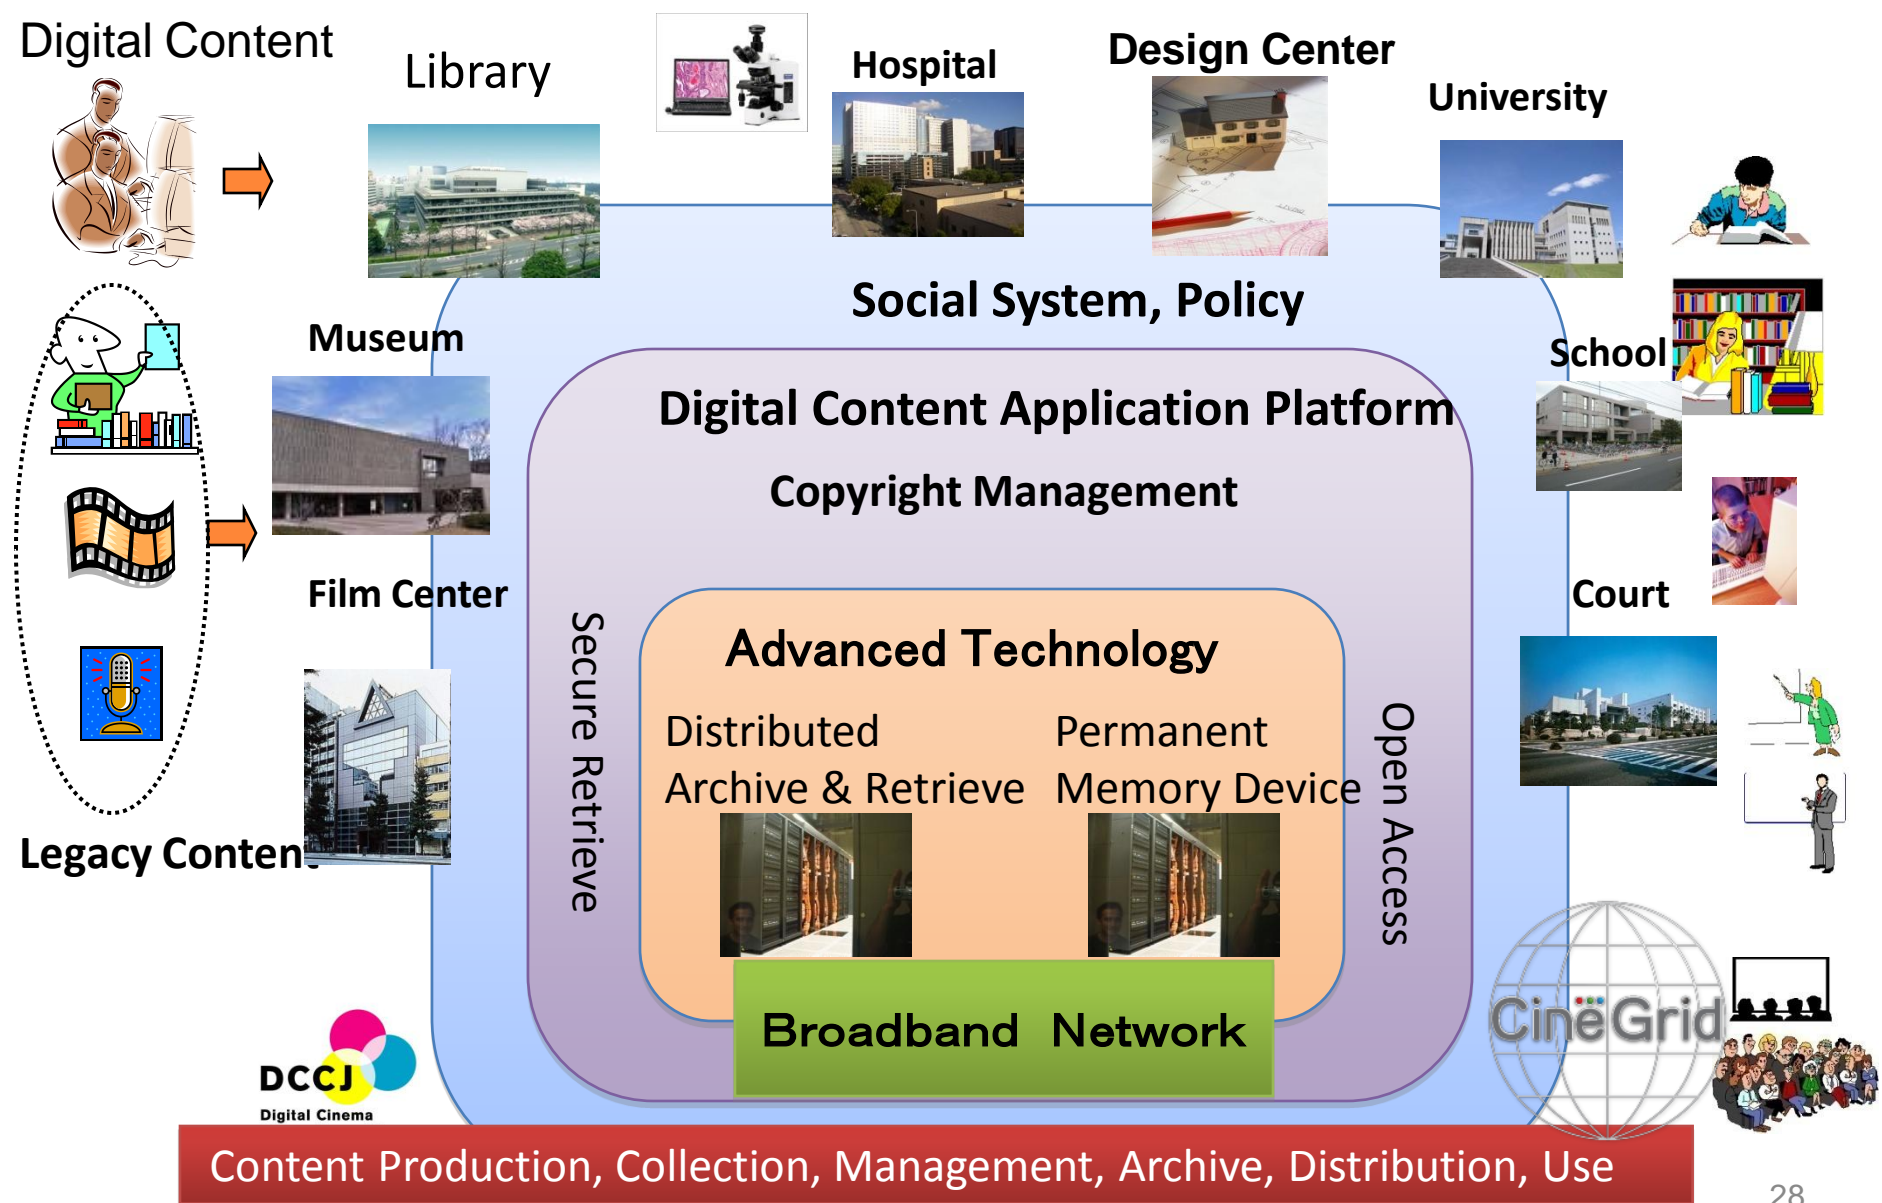 Digital Content
Library
Hospital
Design Center
University
Social System, Policy
Museum
School
Digital Content Application Platform
Copyright Management
Film Center
Court
Secure Retrieve
Advanced Technology
Distributed
Archive & Retrieve
Permanent
Memory Device
Open Access
Legacy Content
CinëGrid
Broadband Network
DCCJ
Digital Cinema
Content Production, Collection, Management, Archive, Distribution, Use
28